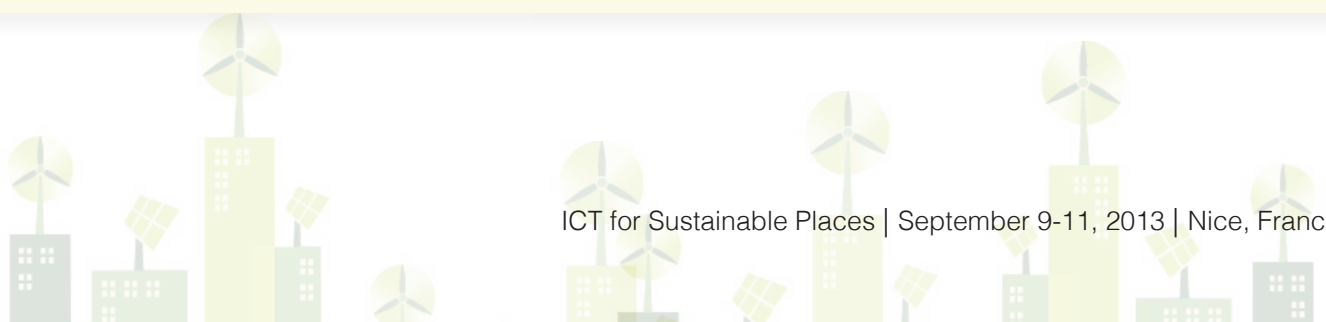 ICT for Sustainable Places | September 9-11, 2013 | Nice, Franc